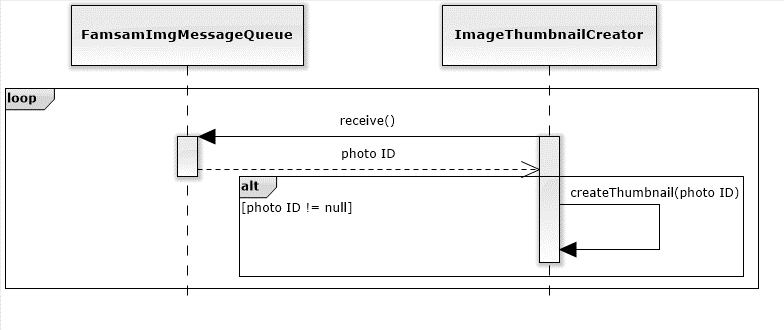 FamsamImgMessageQueue
ImageThumbnailCreator
loop
receive()
photo ID
alt
[photo ID != null]
createThumbnail(photo ID)